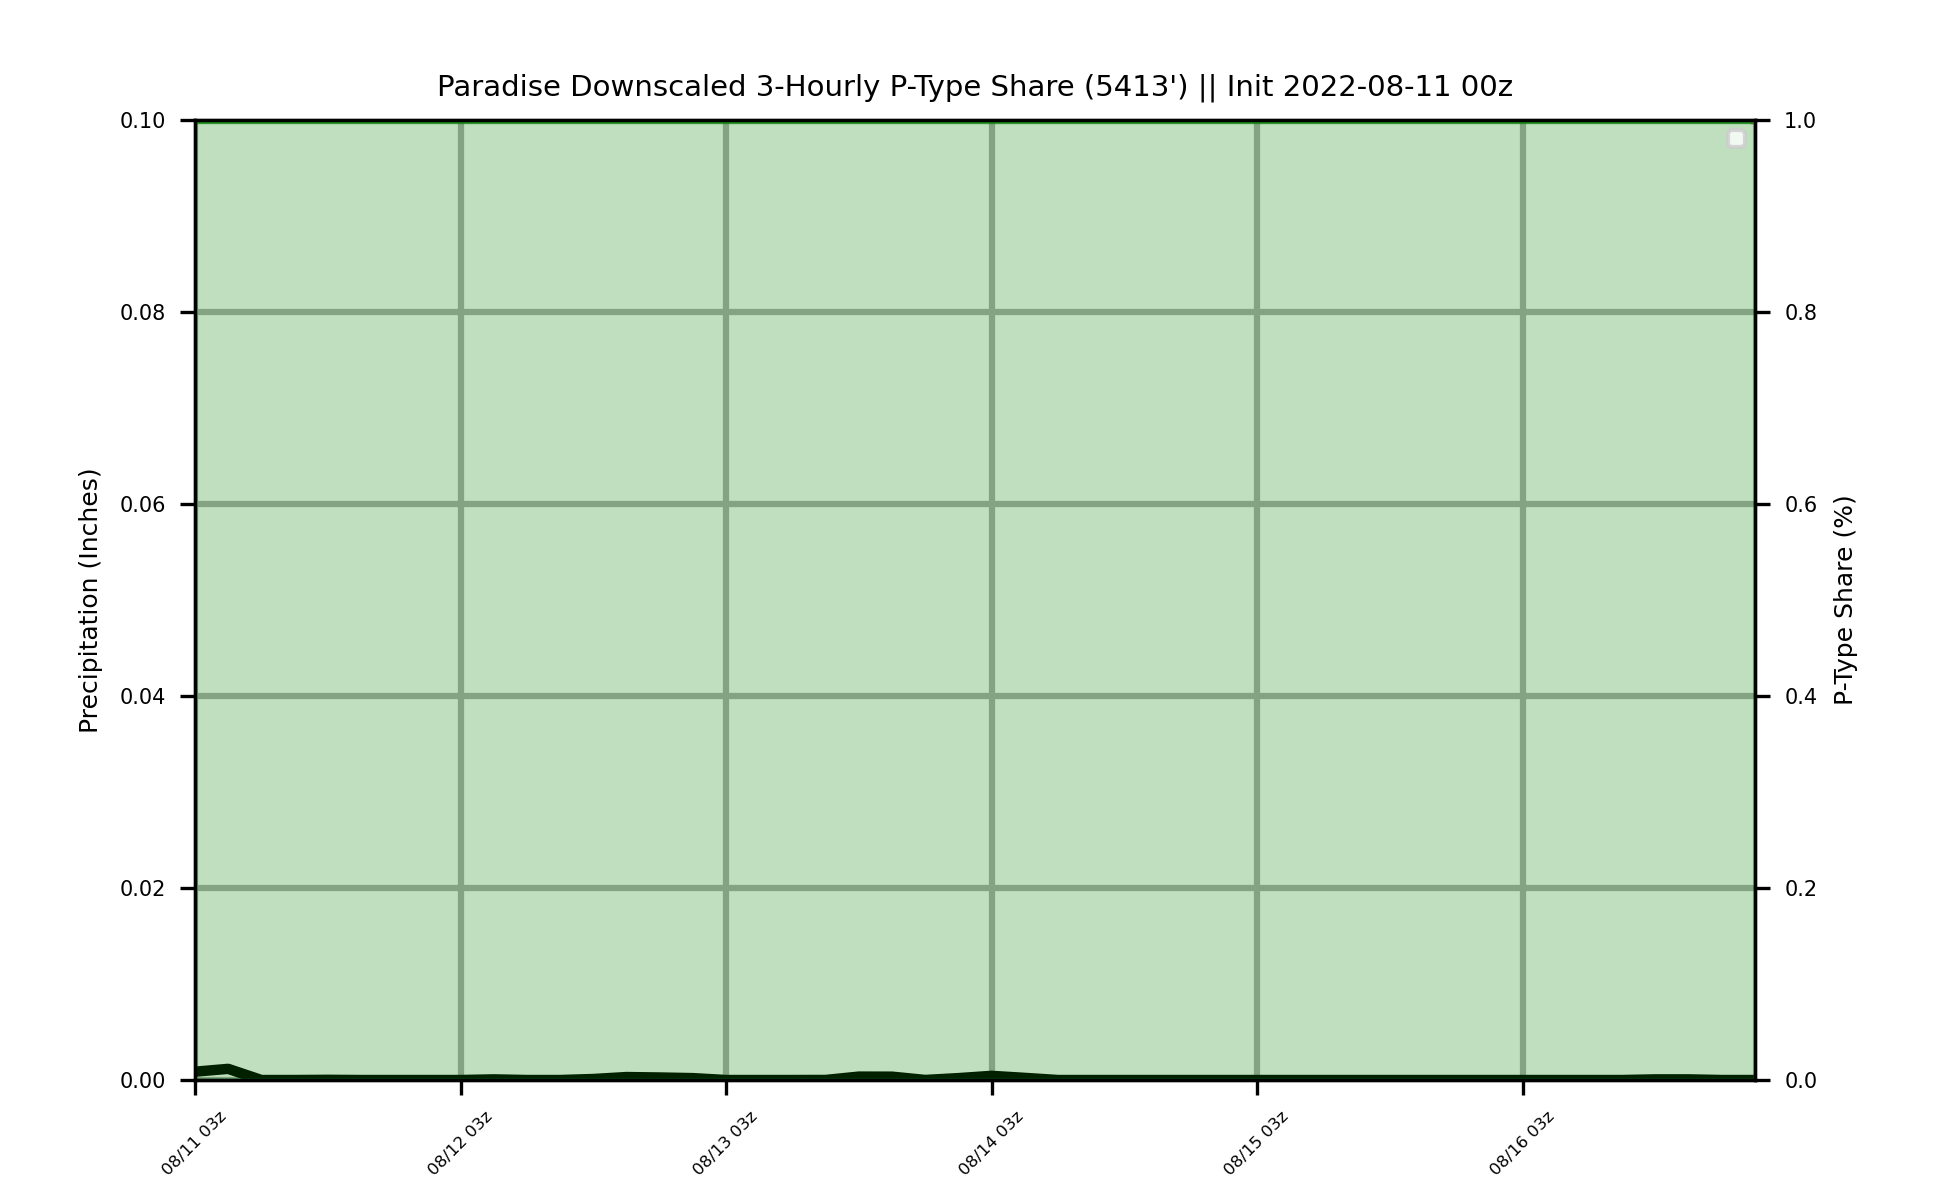 Paradise Downscaled 3-Hourly P-Type Share (5413') || Init 2022-08-11 00z
Precipitation (Inches)
0.10
0.08
0.06
0.04
0.02
0.00
1.0
0.8
0.6
0.4
0.2
0.0
P-Type Share (%)
08/11 03z
08/12 03z
08/13 03z
08/14 03z
08/15 03z
08/16 03z